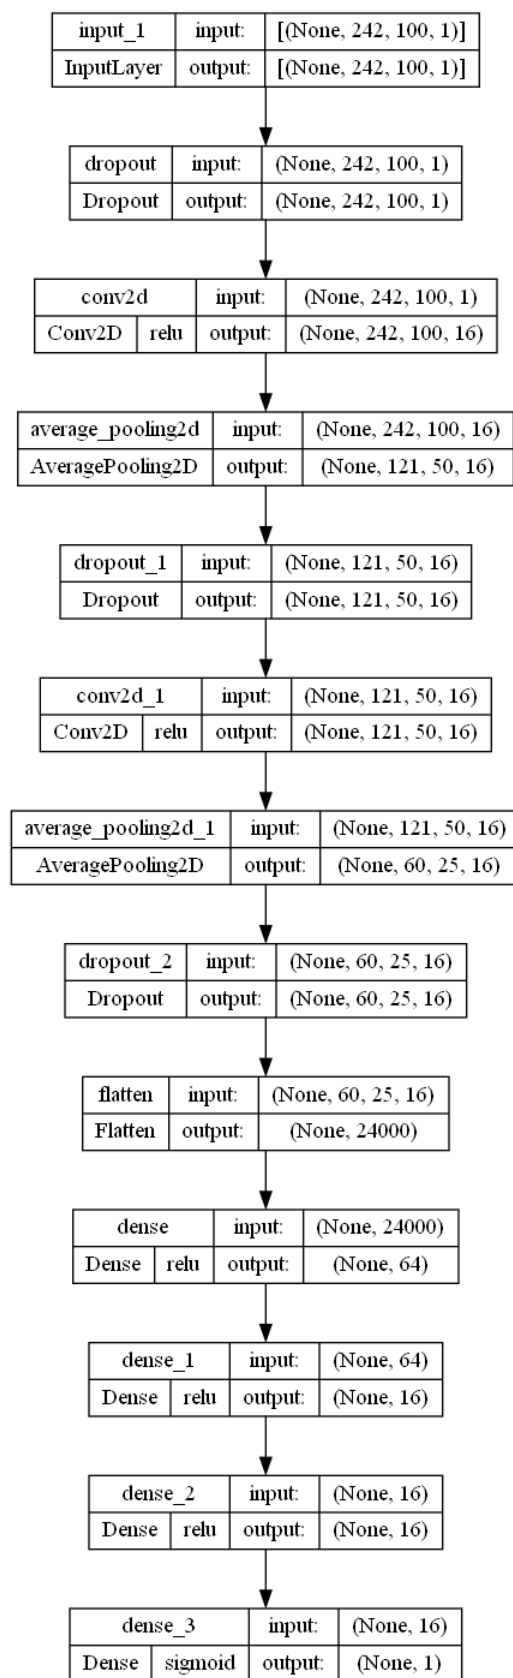 input_1 input: [(None, 242, 100, 1)]
InputLayer output: [(None, 242, 100, 1)]
dropout input: (None, 242, 100, 1)
Dropout output: (None, 242, 100, 1)
conv2d input: (None, 242, 100, 1)
Conv2D relu output: (None, 242, 100, 16)
average_pooling2d input: (None, 242, 100, 16)
AveragePooling2D output: (None, 121, 50, 16)
dropout_1 input: (None, 121, 50, 16)
Dropout output: (None, 121, 50, 16)
conv2d_1 input: (None, 121, 50, 16)
Conv2D relu output: (None, 121, 50, 16)
average_pooling2d_1 input: (None, 121, 50, 16)
AveragePooling2D output: (None, 60, 25, 16)
dropout_2 input: (None, 60, 25, 16)
Dropout output: (None, 60, 25, 16)
flatten input: (None, 60, 25, 16)
Flatten output: (None, 24000)
dense input: (None, 24000)
Dense relu output: (None, 64)
dense_1 input: (None, 64)
Dense relu output: (None, 16)
dense_2 input: (None, 16)
Dense relu output: (None, 16)
dense_3 input: (None, 16)
Dense sigmoid output: (None, 1)